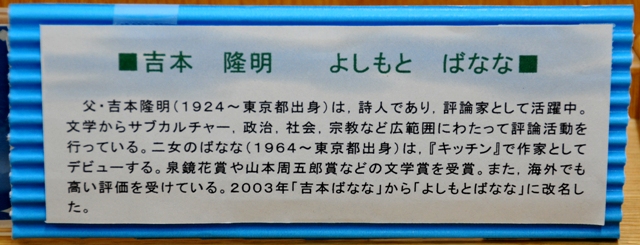 ■吉本　隆明　　よしもと　ばなな■
　父・吉本隆明(1924～東京都出身)は，詩人であり，評論家として活躍中。
文学からサブカルチャー，政治，社会，宗教など広範囲にわたって評論活動を
行っている。二女のばなな(1964～東京都出身)は，『キッチン』で作家として
デビューする。泉鏡花賞や山本周五郎賞などの文学賞を受賞。また，海外でも
高い評価を受けている。2003年「吉本ばなな」から「よしもとばなな」に改名し
た。